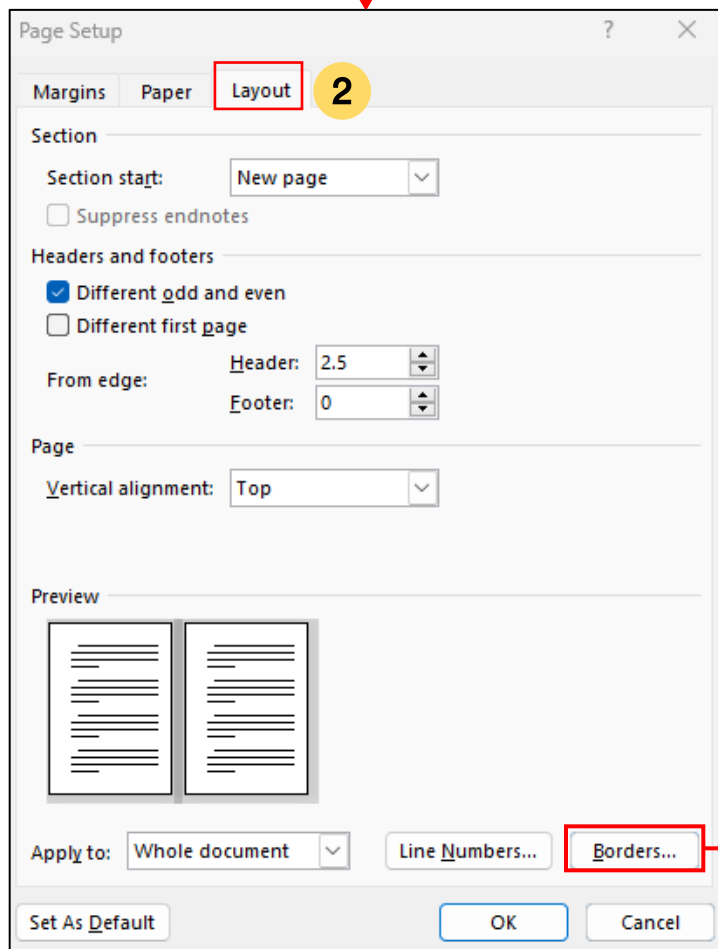 Page Setup ? ×
Margins Paper Layout 2
Section
Section start: New page
Suppress endnotes
Headers and footers
Different odd and even
Different first page
From edge:
Header: 2.5
Footer: 0
Page
Vertical alignment: Top
Preview
Apply to: Whole document Line Numbers... Borders...
Set As Default OK Cancel